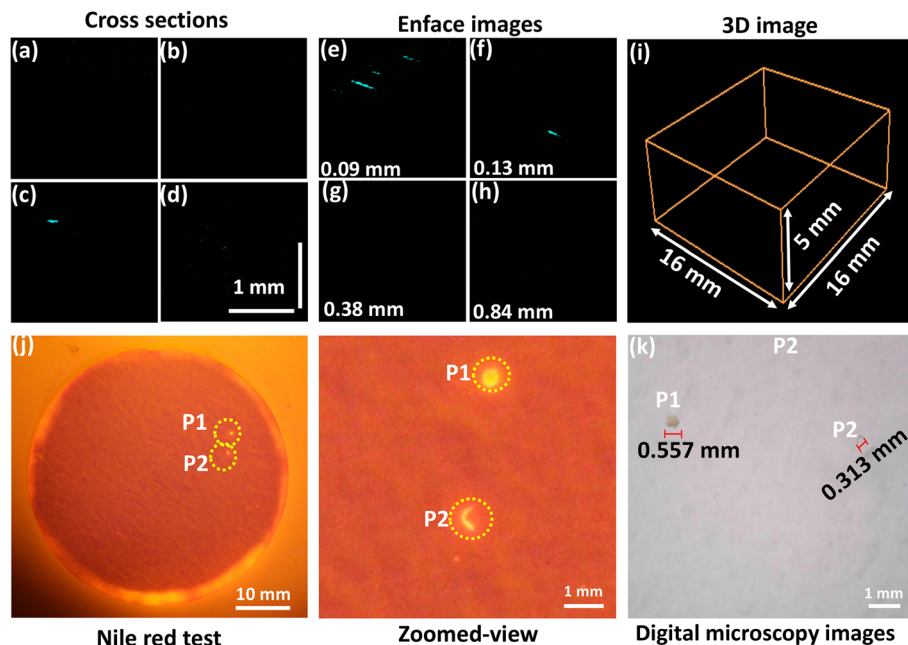 Cross sections
Enface images
3D image
(a)
(b)
(e)
(f)
(i)
0.09 mm
0.13 mm
(c)
(d)
(g)
(h)
1 mm
0.38 mm
0.84 mm
5 mm
16 mm
16 mm
(j)
P1
P2
10 mm
P1
P2
1 mm
(k)
P2
P1
0.557 mm
P2
0.313 mm
1 mm
Nile red test
Zoomed-view
Digital microscopy images